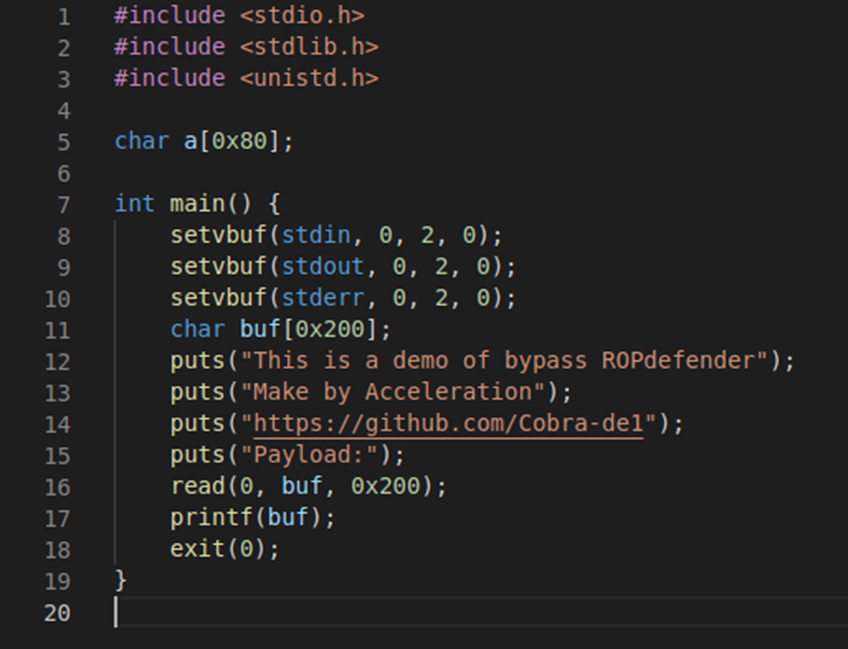 1 #include <stdio.h>
2 #include <stdlib.h>
3 #include <unistd.h>
4
5 char a[0x80];
6
7 int main() {
8     setvbuf(stdin, 0, 2, 0);
9     setvbuf(stdout, 0, 2, 0);
10     setvbuf(stderr, 0, 2, 0);
11     char buf[0x200];
12     puts("This is a demo of bypass ROPdefender");
13     puts("Make by Acceleration");
14     puts("https://github.com/Cobra-de1");
15     puts("Payload:");
16     read(0, buf, 0x200);
17     printf(buf);
18     exit(0);
19 }
20